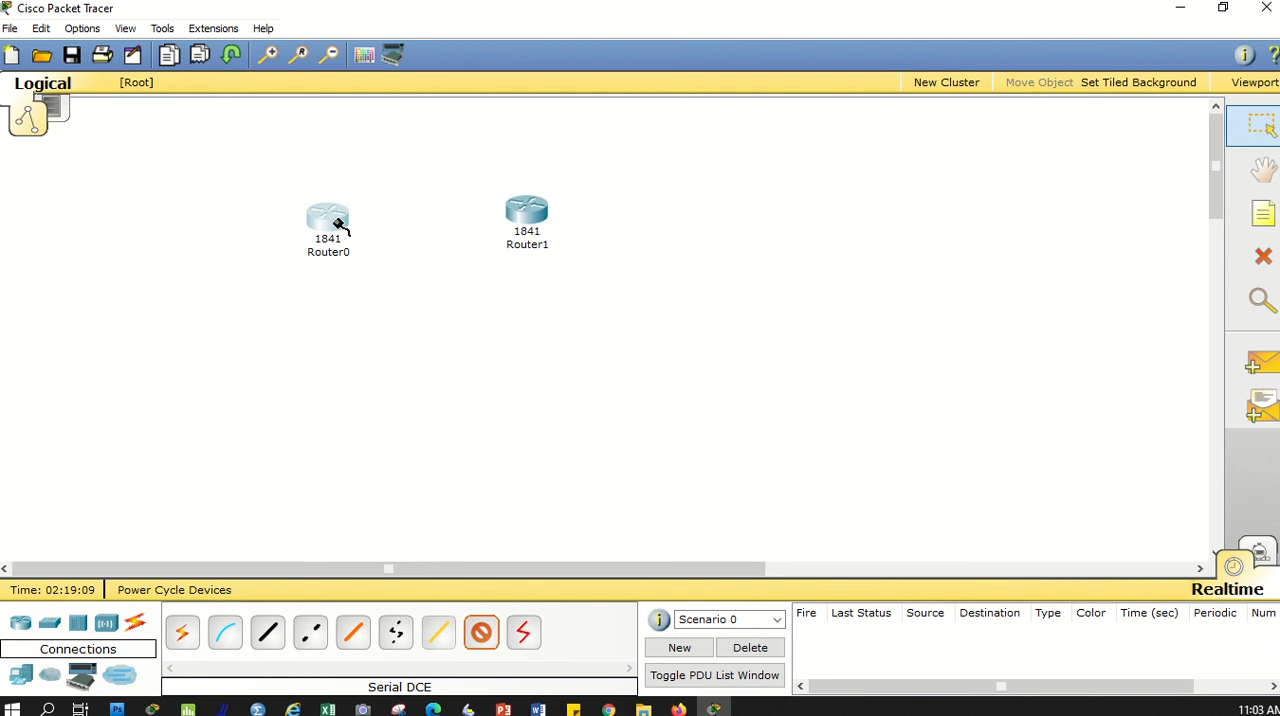 Cisco Packet Tracer
File Edit Options View Tools Extensions Help
Logical [Root] New Cluster Move Object Set Tiled Background Viewport
1841
Router0
1841
Router1
Time: 02:19:09 Power Cycle Devices Realtime
Connections
Serial DCE
Scenario 0
New Delete
Toggle PDU List Window
Fire Last Status Source Destination Type Color Time (sec) Periodic Num
11:03 AM